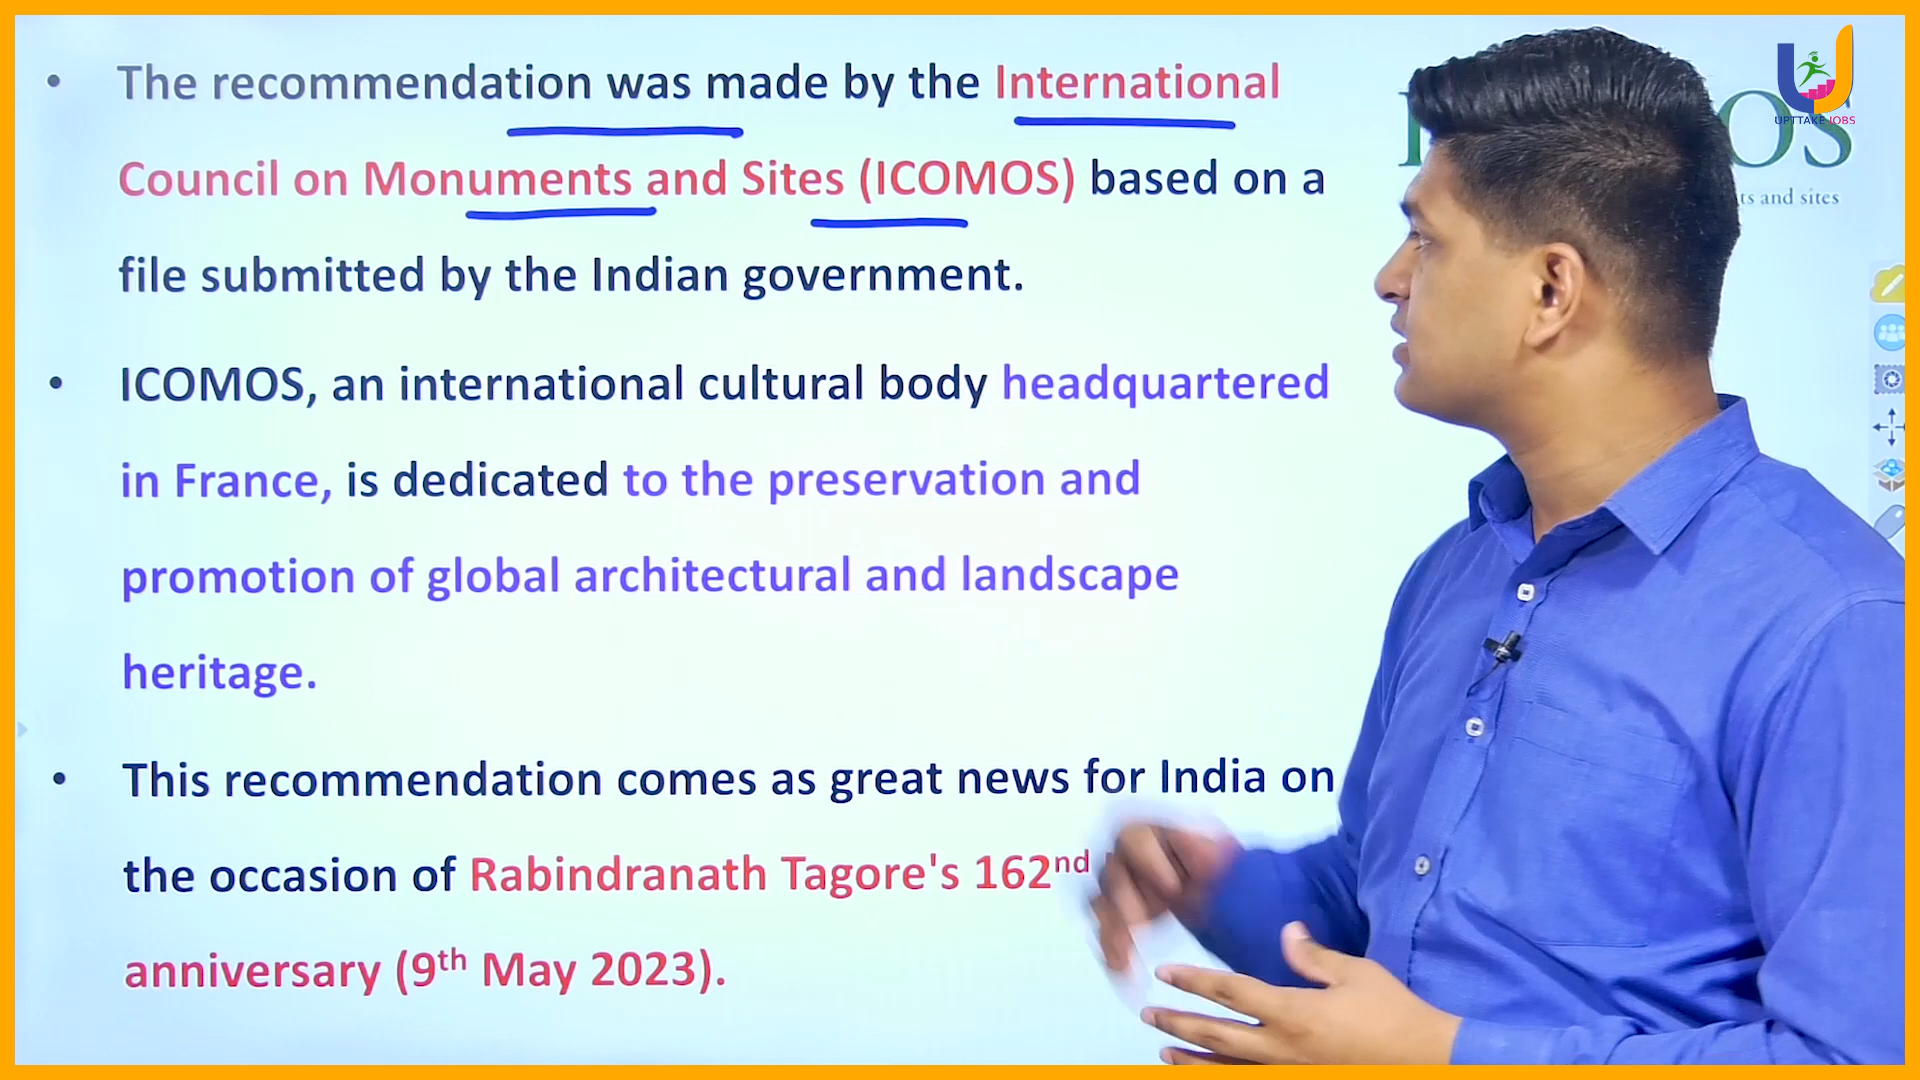 • The recommendation was made by the International
Council on Monuments and Sites (ICOMOS) based on a
file submitted by the Indian government.
• ICOMOS, an international cultural body headquartered
in France, is dedicated to the preservation and
promotion of global architectural and landscape
heritage.
• This recommendation comes as great news for India on
the occasion of Rabindranath Tagore's 162nd
anniversary (9th May 2023).
OS
ts and sites
UPTTAKE JOBS